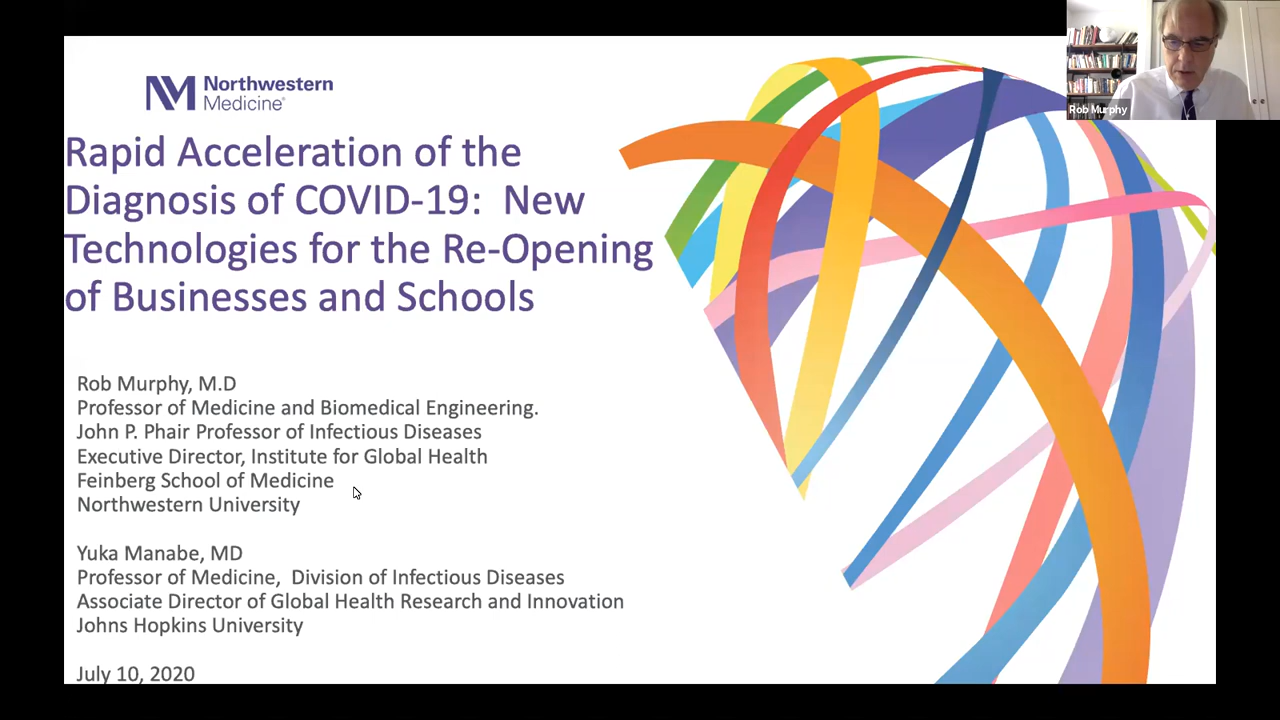 Northwestern
Medicine®
Rapid Acceleration of the
Diagnosis of COVID-19:  New
Technologies for the Re-Opening
of Businesses and Schools
Rob Murphy, M.D
Professor of Medicine and Biomedical Engineering.
John P. Phair Professor of Infectious Diseases
Executive Director, Institute for Global Health
Feinberg School of Medicine
Northwestern University
Yuka Manabe, MD
Professor of Medicine,  Division of Infectious Diseases
Associate Director of Global Health Research and Innovation
Johns Hopkins University
July 10, 2020
Rob Murphy